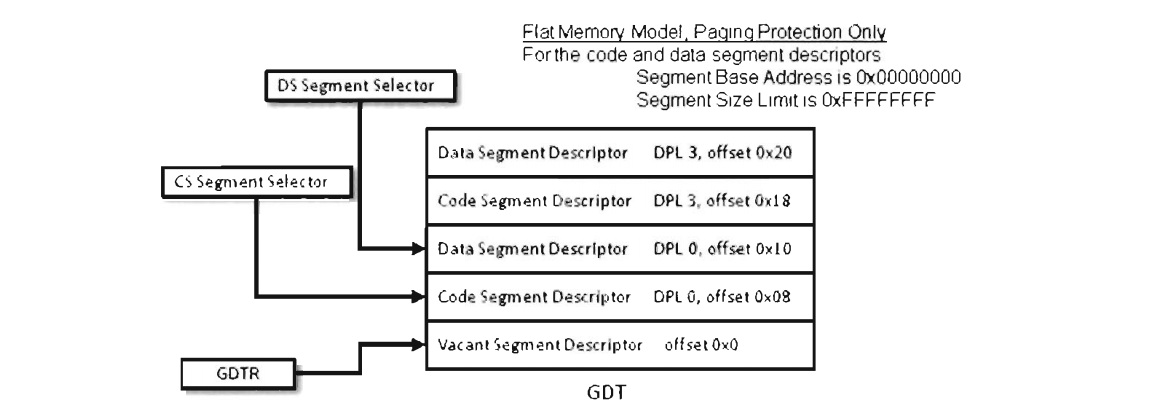 Flat Memory Model, Paging Protection Only
For the code and data segment descriptors
Segment Base Address is 0x00000000
Segment Size Limit is 0xFFFFFFFF
DS Segment Selector
Data Segment Descriptor DPL 3, offset 0x20
CS Segment Selector
Code Segment Descriptor DPL 3, offset 0x18
Data Segment Descriptor DPL 0, offset 0x10
Code Segment Descriptor DPL 0, offset 0x08
Vacant Segment Descriptor offset 0x0
GDTR
GDT